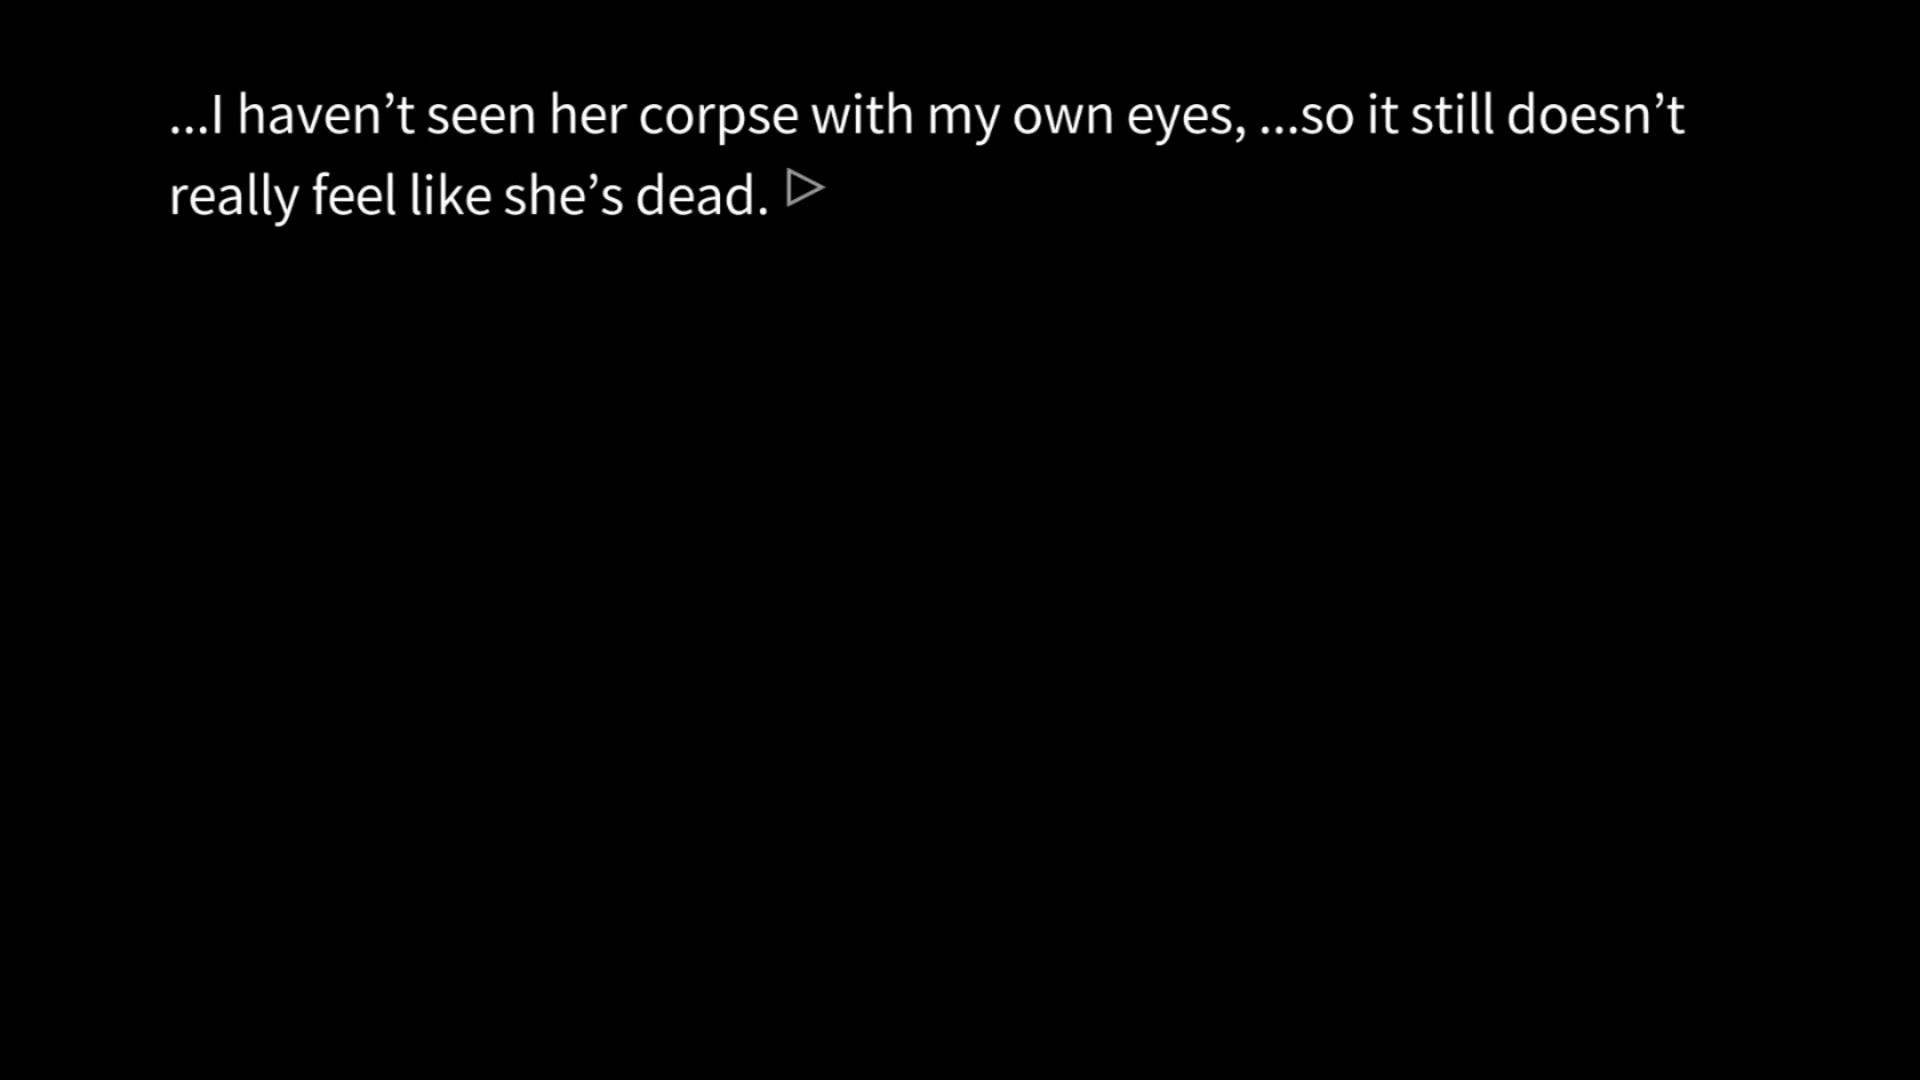 ...I haven’t seen her corpse with my own eyes, ...so it still doesn’t
really feel like she’s dead.